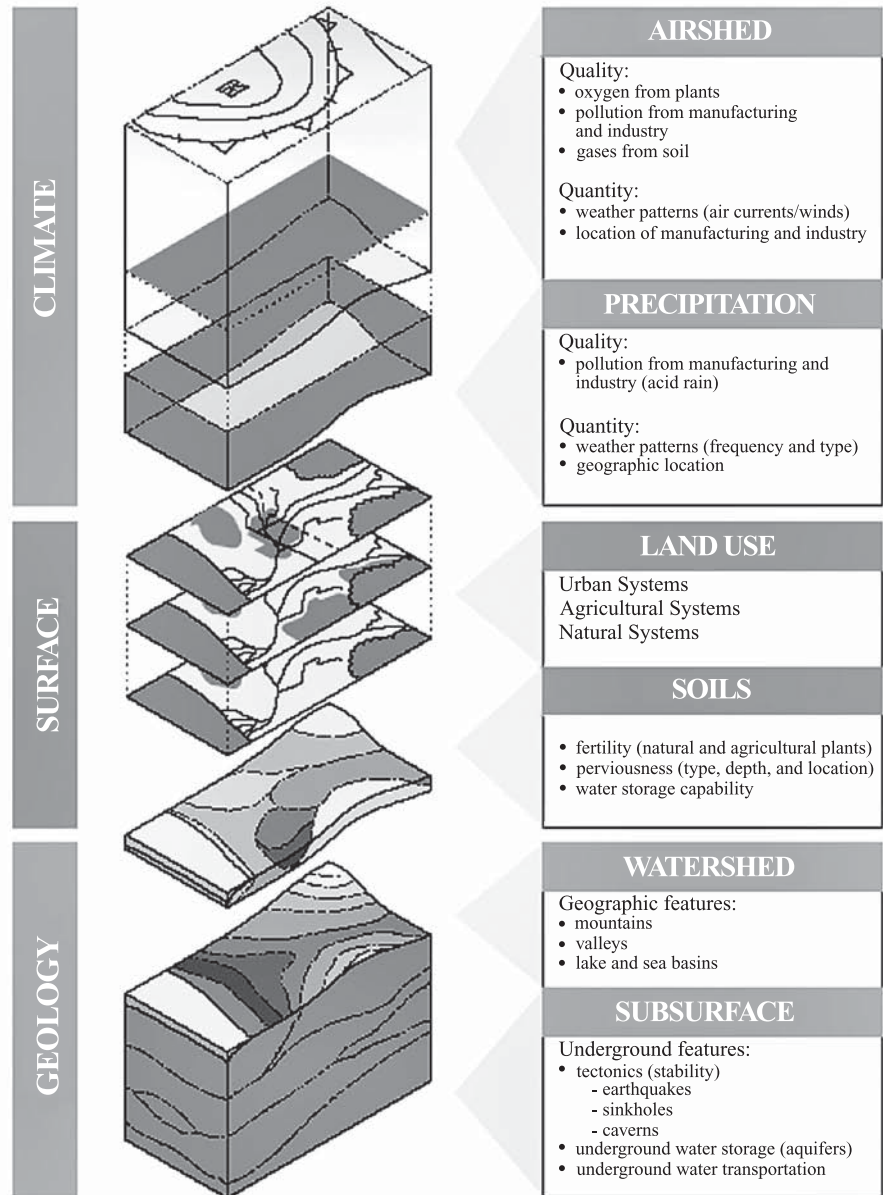 CLIMATE
AIRSHED
Quality:
• oxygen from plants
• pollution from manufacturing
and industry
• gases from soil
Quantity:
• weather patterns (air currents/winds)
• location of manufacturing and industry
PRECIPITATION
Quality:
• pollution from manufacturing and
industry (acid rain)
Quantity:
• weather patterns (frequency and type)
• geographic location
SURFACE
LAND USE
Urban Systems
Agricultural Systems
Natural Systems
SOILS
• fertility (natural and agricultural plants)
• perviousness (type, depth, and location)
• water storage capability
GEOLOGY
WATERSHED
Geographic features:
• mountains
• valleys
• lake and sea basins
SUBSURFACE
Underground features:
• tectonics (stability)
- earthquakes
- sinkholes
- caverns
• underground water storage (aquifers)
• underground water transportation